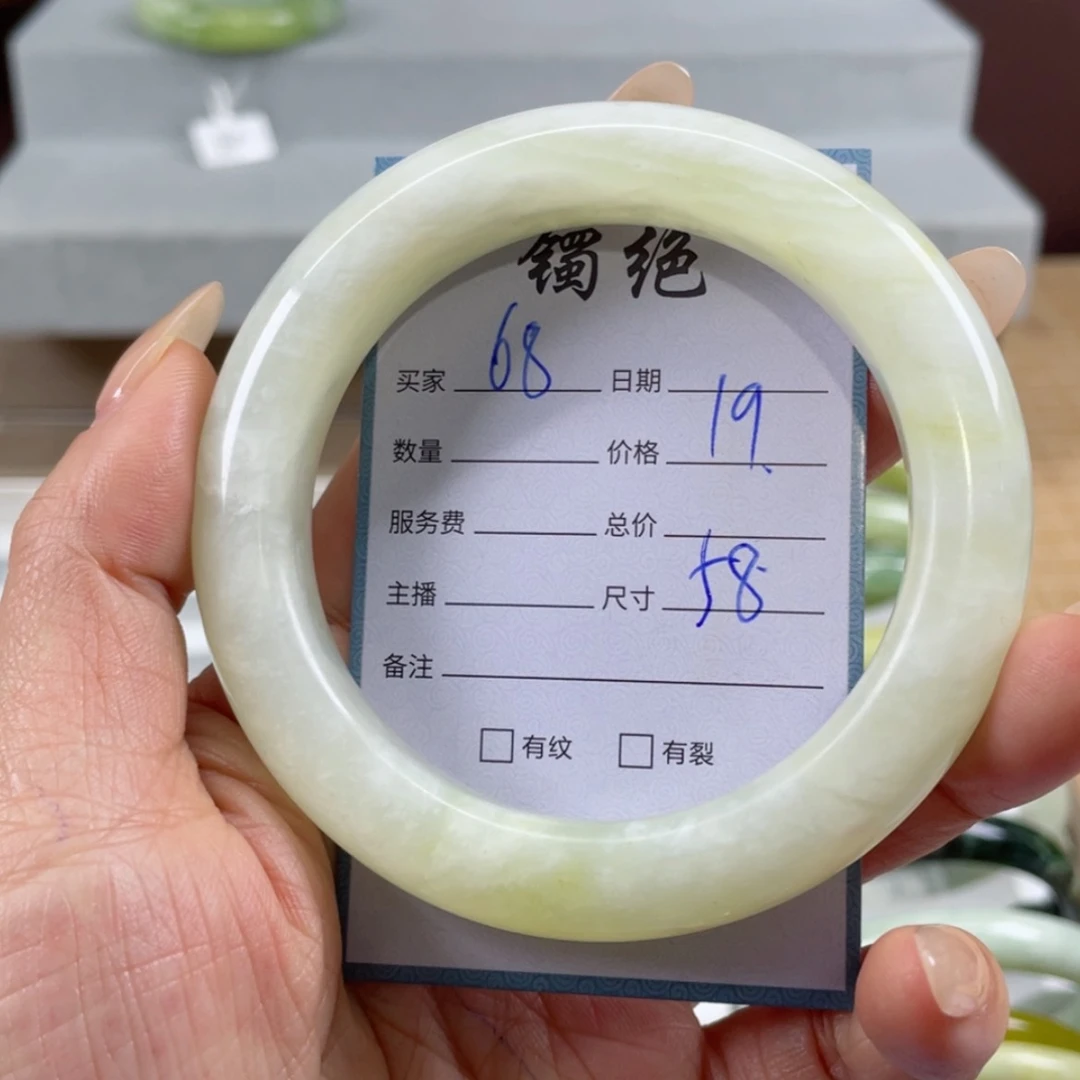 镯绝
买家 68 日期
数量 价格 19.
服务费 总价
主播 尺寸 58.
备注
□有纹 □有裂